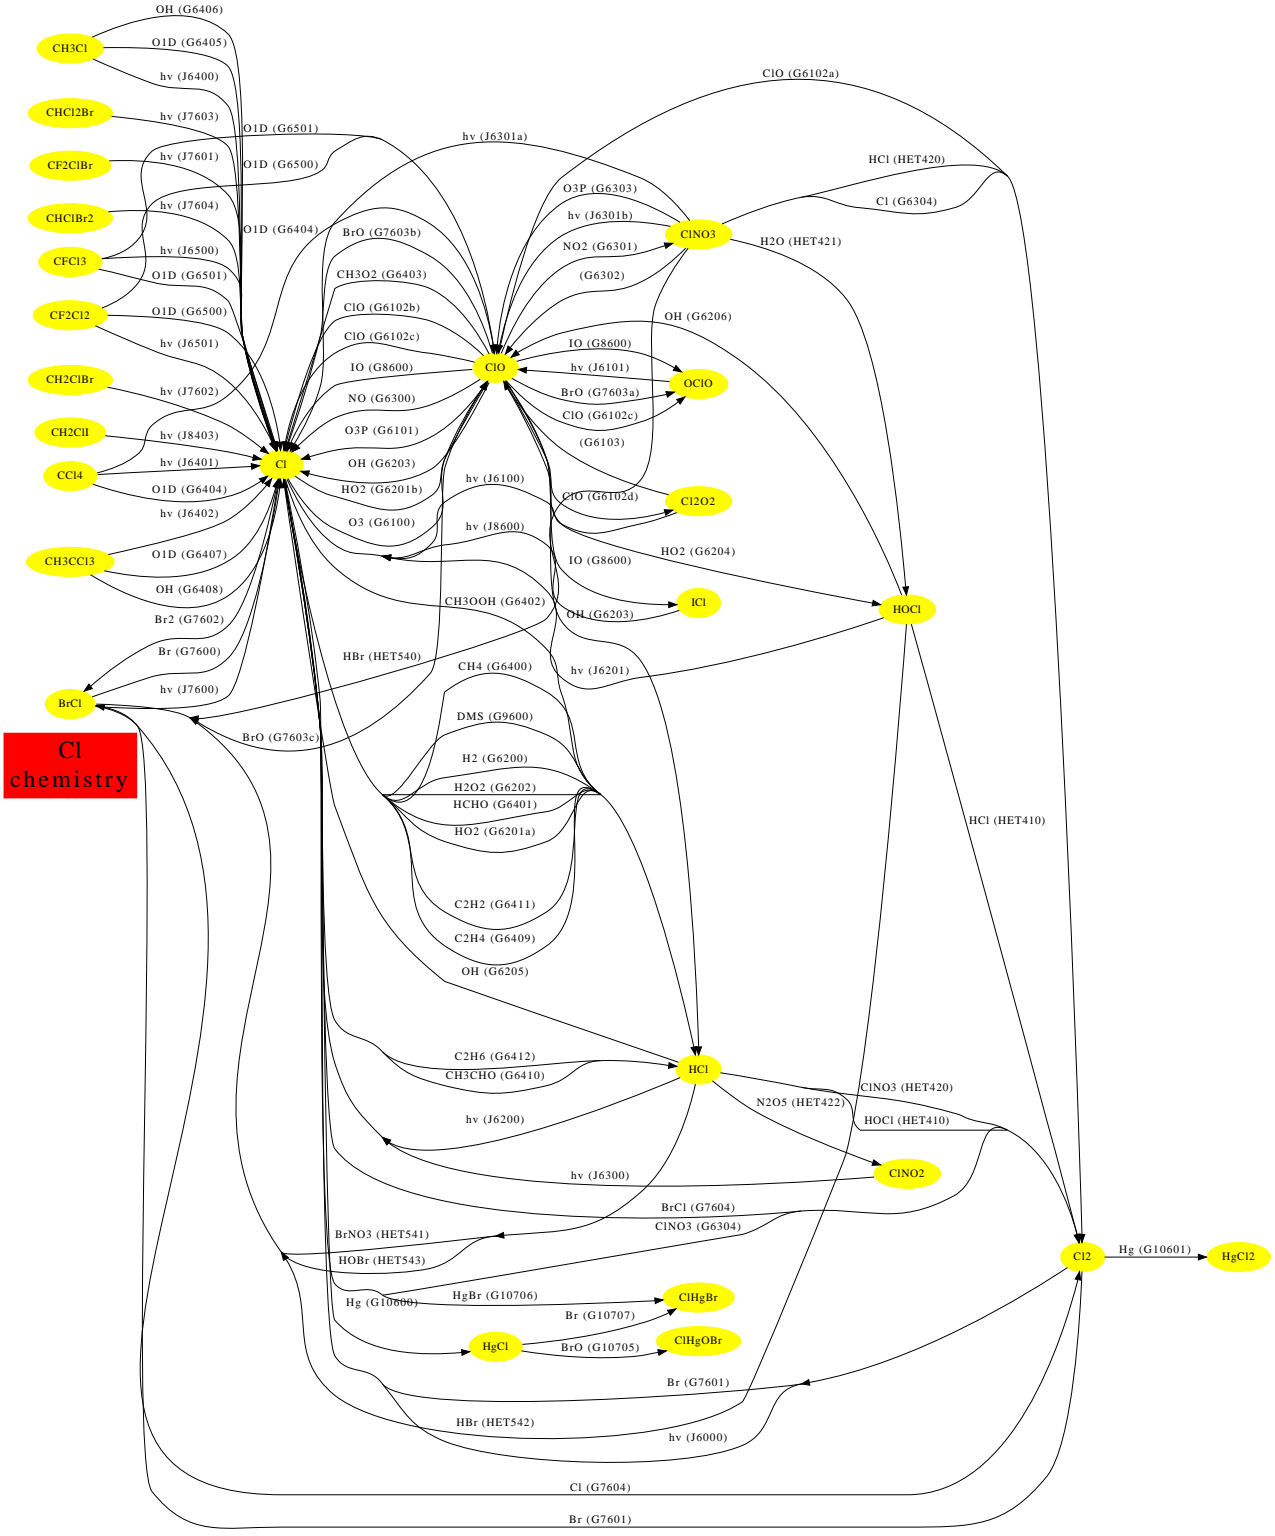 OH (G6406)
CH3Cl
O1D (G6405)
hv (J6400)
ClO (G6102a)
CHCl2Br
hv (J7603)
O1D (G6501)
hv (J6301a)
CF2ClBr
hv (J7601)
O1D (G6500)
HCl (HET420)
O3P (G6303)
Cl (G6304)
CHClBr2
hv (J7604)
hv (J6301b)
O1D (G6404)
BrO (G7603b)
ClNO3
H2O (HET421)
NO2 (G6301)
CFCl3
hv (J6500)
O1D (G6501)
CH3O2 (G6403)
(G6302)
CF2Cl2
O1D (G6500)
ClO (G6102b)
OH (G6206)
hv (J6501)
ClO (G6102c)
IO (G8600)
CH2ClBr
hv (J7602)
IO (G8600)
ClO
hv (J6101)
OClO
BrO (G7603a)
NO (G6300)
ClO (G6102c)
CH2ClI
hv (J8403)
O3P (G6101)
(G6103)
CCl4
hv (J6401)
Cl
OH (G6203)
O1D (G6404)
HO2 (G6201b)
hv (J6100)
ClO (G6102d)
Cl2O2
hv (J6402)
O3 (G6100)
hv (J8600)
CH3CCl3
O1D (G6407)
HO2 (G6204)
IO (G8600)
OH (G6408)
CH3OOH (G6402)
ICl
OH (G6203)
HOCl
Br2 (G7602)
Br (G7600)
HBr (HET540)
CH4 (G6400)
hv (J6201)
hv (J7600)
BrCl
DMS (G9600)
BrO (G7603c)
Cl
chemistry
H2 (G6200)
H2O2 (G6202)
HCHO (G6401)
HO2 (G6201a)
HCl (HET410)
C2H2 (G6411)
C2H4 (G6409)
OH (G6205)
C2H6 (G6412)
CH3CHO (G6410)
HCl
ClNO3 (HET420)
N2O5 (HET422)
HOCl (HET410)
hv (J6200)
hv (J6300)
ClNO2
BrCl (G7604)
ClNO3 (G6304)
BrNO3 (HET541)
HOBr (HET543)
Cl2
Hg (G10601)
HgCl2
HgBr (G10706)
Hg (G10600)
ClHgBr
Br (G10707)
HgCl
BrO (G10705)
ClHgOBr
Br (G7601)
HBr (HET542)
hv (J6000)
Cl (G7604)
Br (G7601)